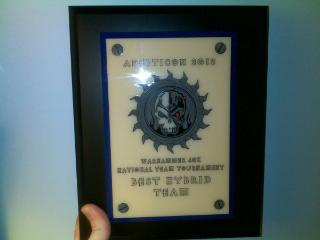 ADEPTICON 2012
WARHAMMER 40K
NATIONAL TEAM TOURNAMENT
BEST HYBRID
TEAM